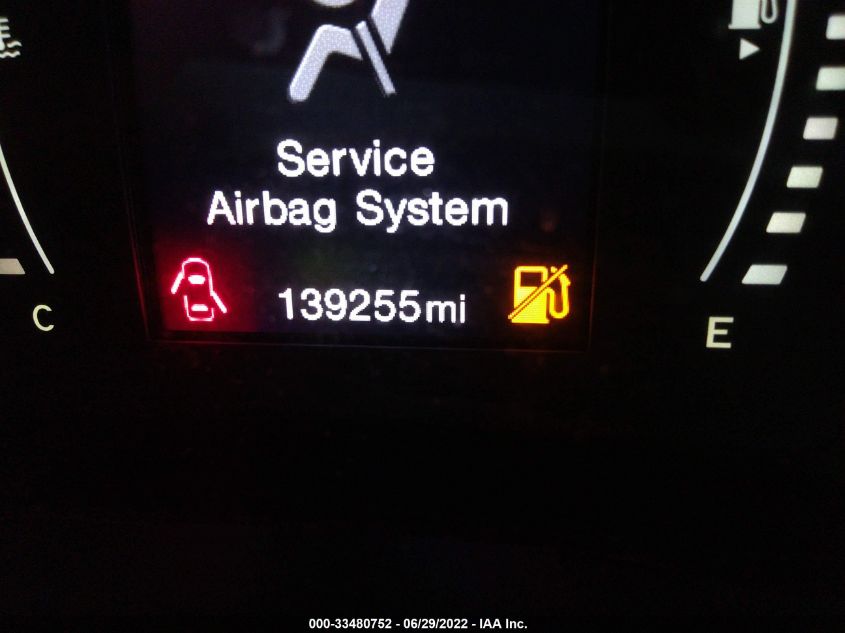 Service
Airbag System
139255mi
C
E
000-33480752 - 06/29/2022 - IAA Inc.